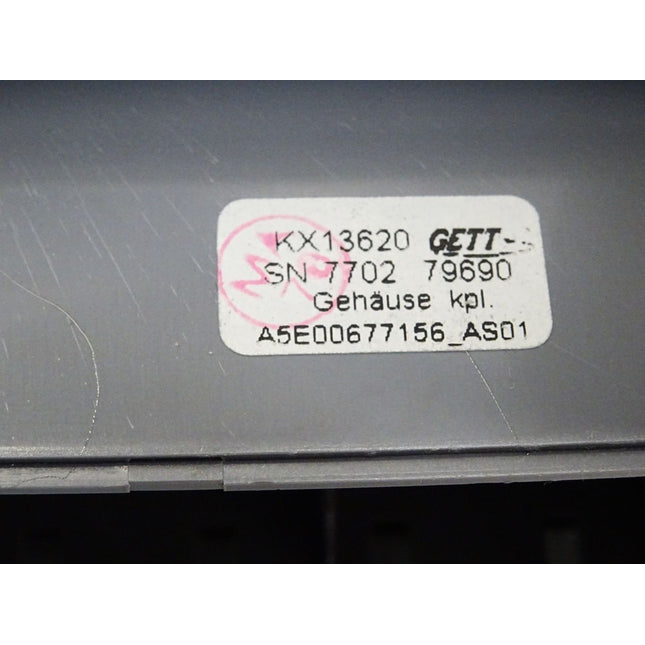 KX13620 GETT
SN 7702 79690
Gehäuse kpl.
A5E00677156_AS01